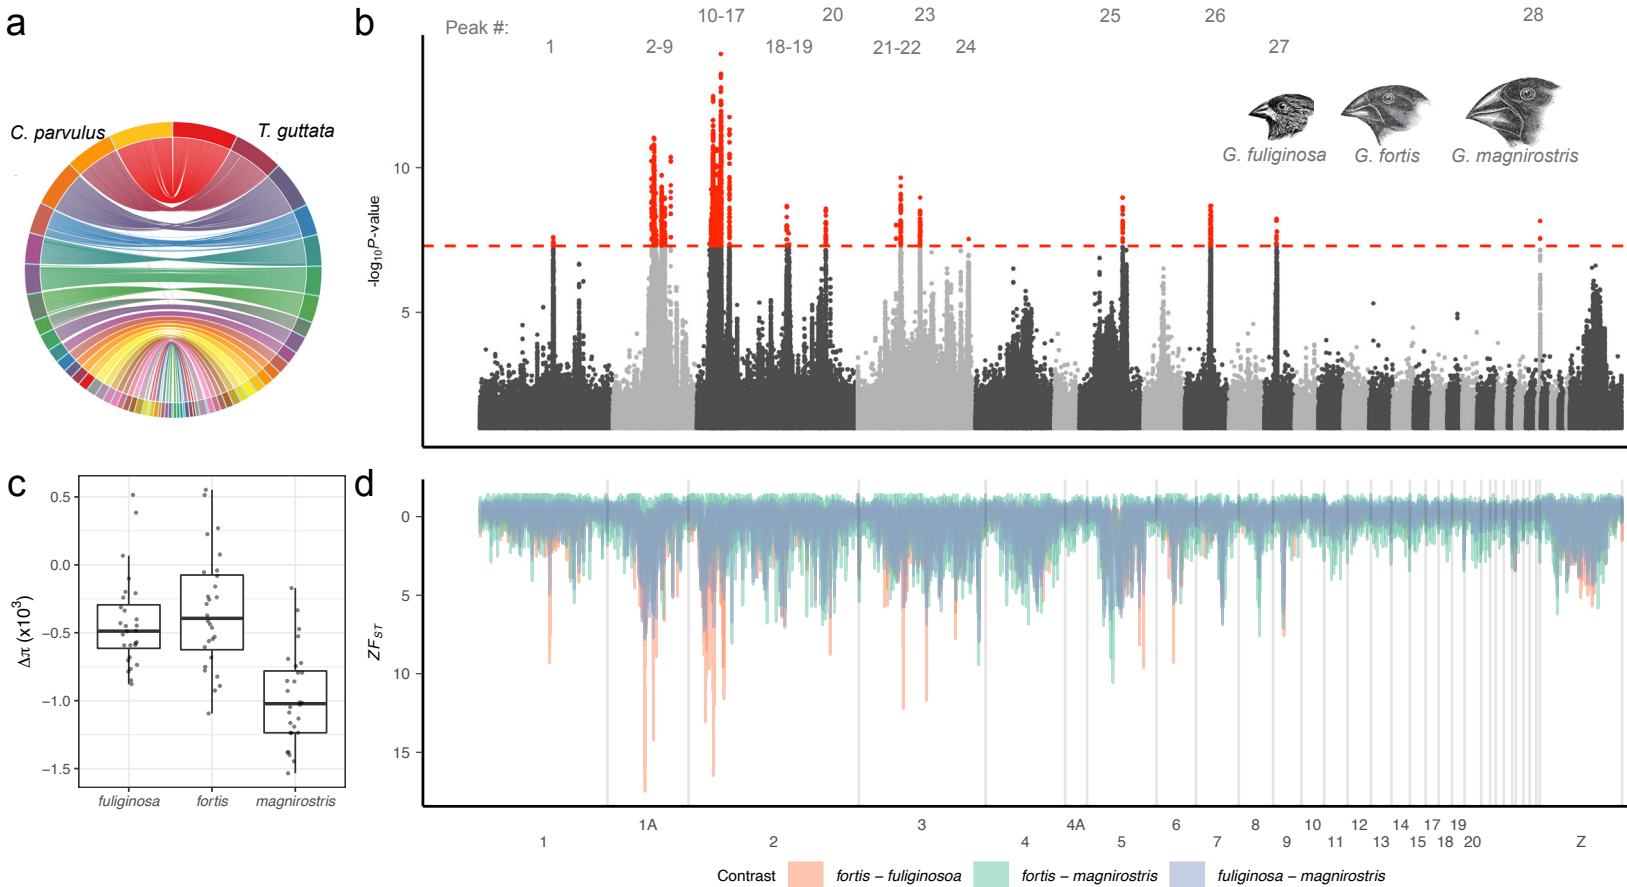 a
C. parvulus
T. guttata
b
Peak #:
1
2-9
10-17
18-19
20
21-22
23
24
25
26
27
28
-log10P-value
10
5
G. fuliginosa
G. fortis
G. magnirostris
c
Δπ (x10³)
0.5
0.0
−0.5
−1.0
−1.5
fuliginosa
fortis
magnirostris
d
ZFST
0
5
10
15
1
1A
2
3
4
4A
5
6
7
8
9
10
11
12
13
14
15
17
18
19
20
Z
Contrast
fortis − fuliginosoa
fortis − magnirostris
fuliginosa − magnirostris